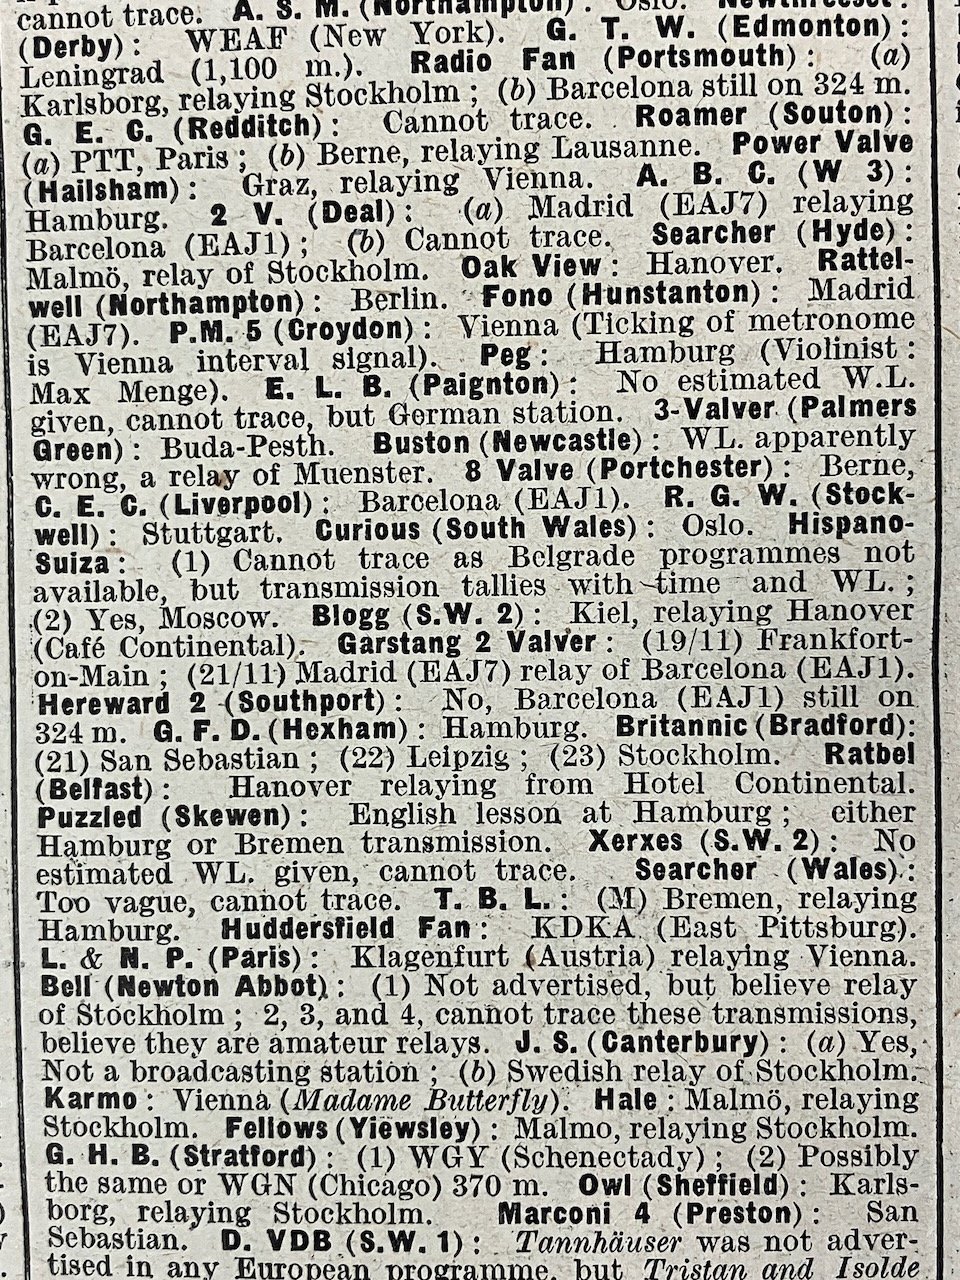 cannot trace. A. S. M. (Northampton): Oslo.
(Derby): WEAF (New York). G. T. W. (Edmonton):
Leningrad (1,100 m.). Radio Fan (Portsmouth): (a)
Karlsborg, relaying Stockholm; (b) Barcelona still on 324 m.
G. E. C. (Redditch): Cannot trace. Roamer (Souton):
(a) PTT, Paris; (b) Berne, relaying Lausanne. Power Valve
(Hailsham): Graz, relaying Vienna. A. B. C. (W 3):
Hamburg. 2 V. (Deal): (a) Madrid (EAJ7) relaying
Barcelona (EAJ1); (b) Cannot trace. Searcher (Hyde):
Malmö, relay of Stockholm. Oak View: Hanover. Rattel-
well (Northampton): Berlin. Fono (Hunstanton): Madrid
(EAJ7). P.M. 5 (Croydon): Vienna (Ticking of metronome
is Vienna interval signal). Peg: Hamburg (Violinist:
Max Menge). E. L. B. (Paignton): No estimated W.L.
given, cannot trace, but German station. 3-Valver (Palmers
Green): Buda-Pesth. Buston (Newcastle): WL. apparently
wrong, a relay of Muenster. 8 Valve (Portchester): Berne,
C. E. C. (Liverpool): Barcelona (EAJ1). R. G. W. (Stock-
well): Stuttgart. Curious (South Wales): Oslo. Hispano-
Suiza: (1) Cannot trace as Belgrade programmes not
available, but transmission tallies with time and WL.;
(2) Yes, Moscow. Blogg (S.W. 2): Kiel, relaying Hanover
(Café Continental). Garstang 2 Valver: (19/11) Frankfort-
on-Main; (21/11) Madrid (EAJ7) relay of Barcelona (EAJ1).
Hereward 2 (Southport): No, Barcelona (EAJ1) still on
324 m. G. F. D. (Hexham): Hamburg. Britannic (Bradford):
(21) San Sebastian; (22) Leipzig; (23) Stockholm. Ratbel
(Belfast): Hanover relaying from Hotel Continental.
Puzzled (Skewen): English lesson at Hamburg; either
Hamburg or Bremen transmission. Xerxes (S.W. 2): No
estimated WL. given, cannot trace. Searcher (Wales):
Too vague, cannot trace. T. B. L.: (M) Bremen, relaying
Hamburg. Huddersfield Fan: KDKA (East Pittsburg).
L. & N. P. (Paris): Klagenfurt (Austria) relaying Vienna.
Bell (Newton Abbot): (1) Not advertised, but believe relay
of Stockholm; 2, 3, and 4, cannot trace these transmissions,
believe they are amateur relays. J. S. (Canterbury): (a) Yes,
Not a broadcasting station; (b) Swedish relay of Stockholm.
Karmo: Vienna (Madame Butterfly). Hale: Malmö, relaying
Stockholm. Fellows (Yiewsley): Malmo, relaying Stockholm.
G. H. B. (Stratford): (1) WGY (Schenectady); (2) Possibly
the same or WGN (Chicago) 370 m. Owl (Sheffield): Karls-
borg, relaying Stockholm. Marconi 4 (Preston): San
Sebastian. D. VDB (S.W. 1): Tannhäuser was not adver-
tised in any European programme, but Tristan and Isolde